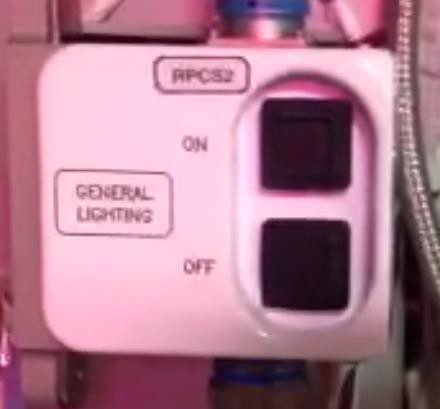 RPCS2
ON
GENERAL
LIGHTING
OFF